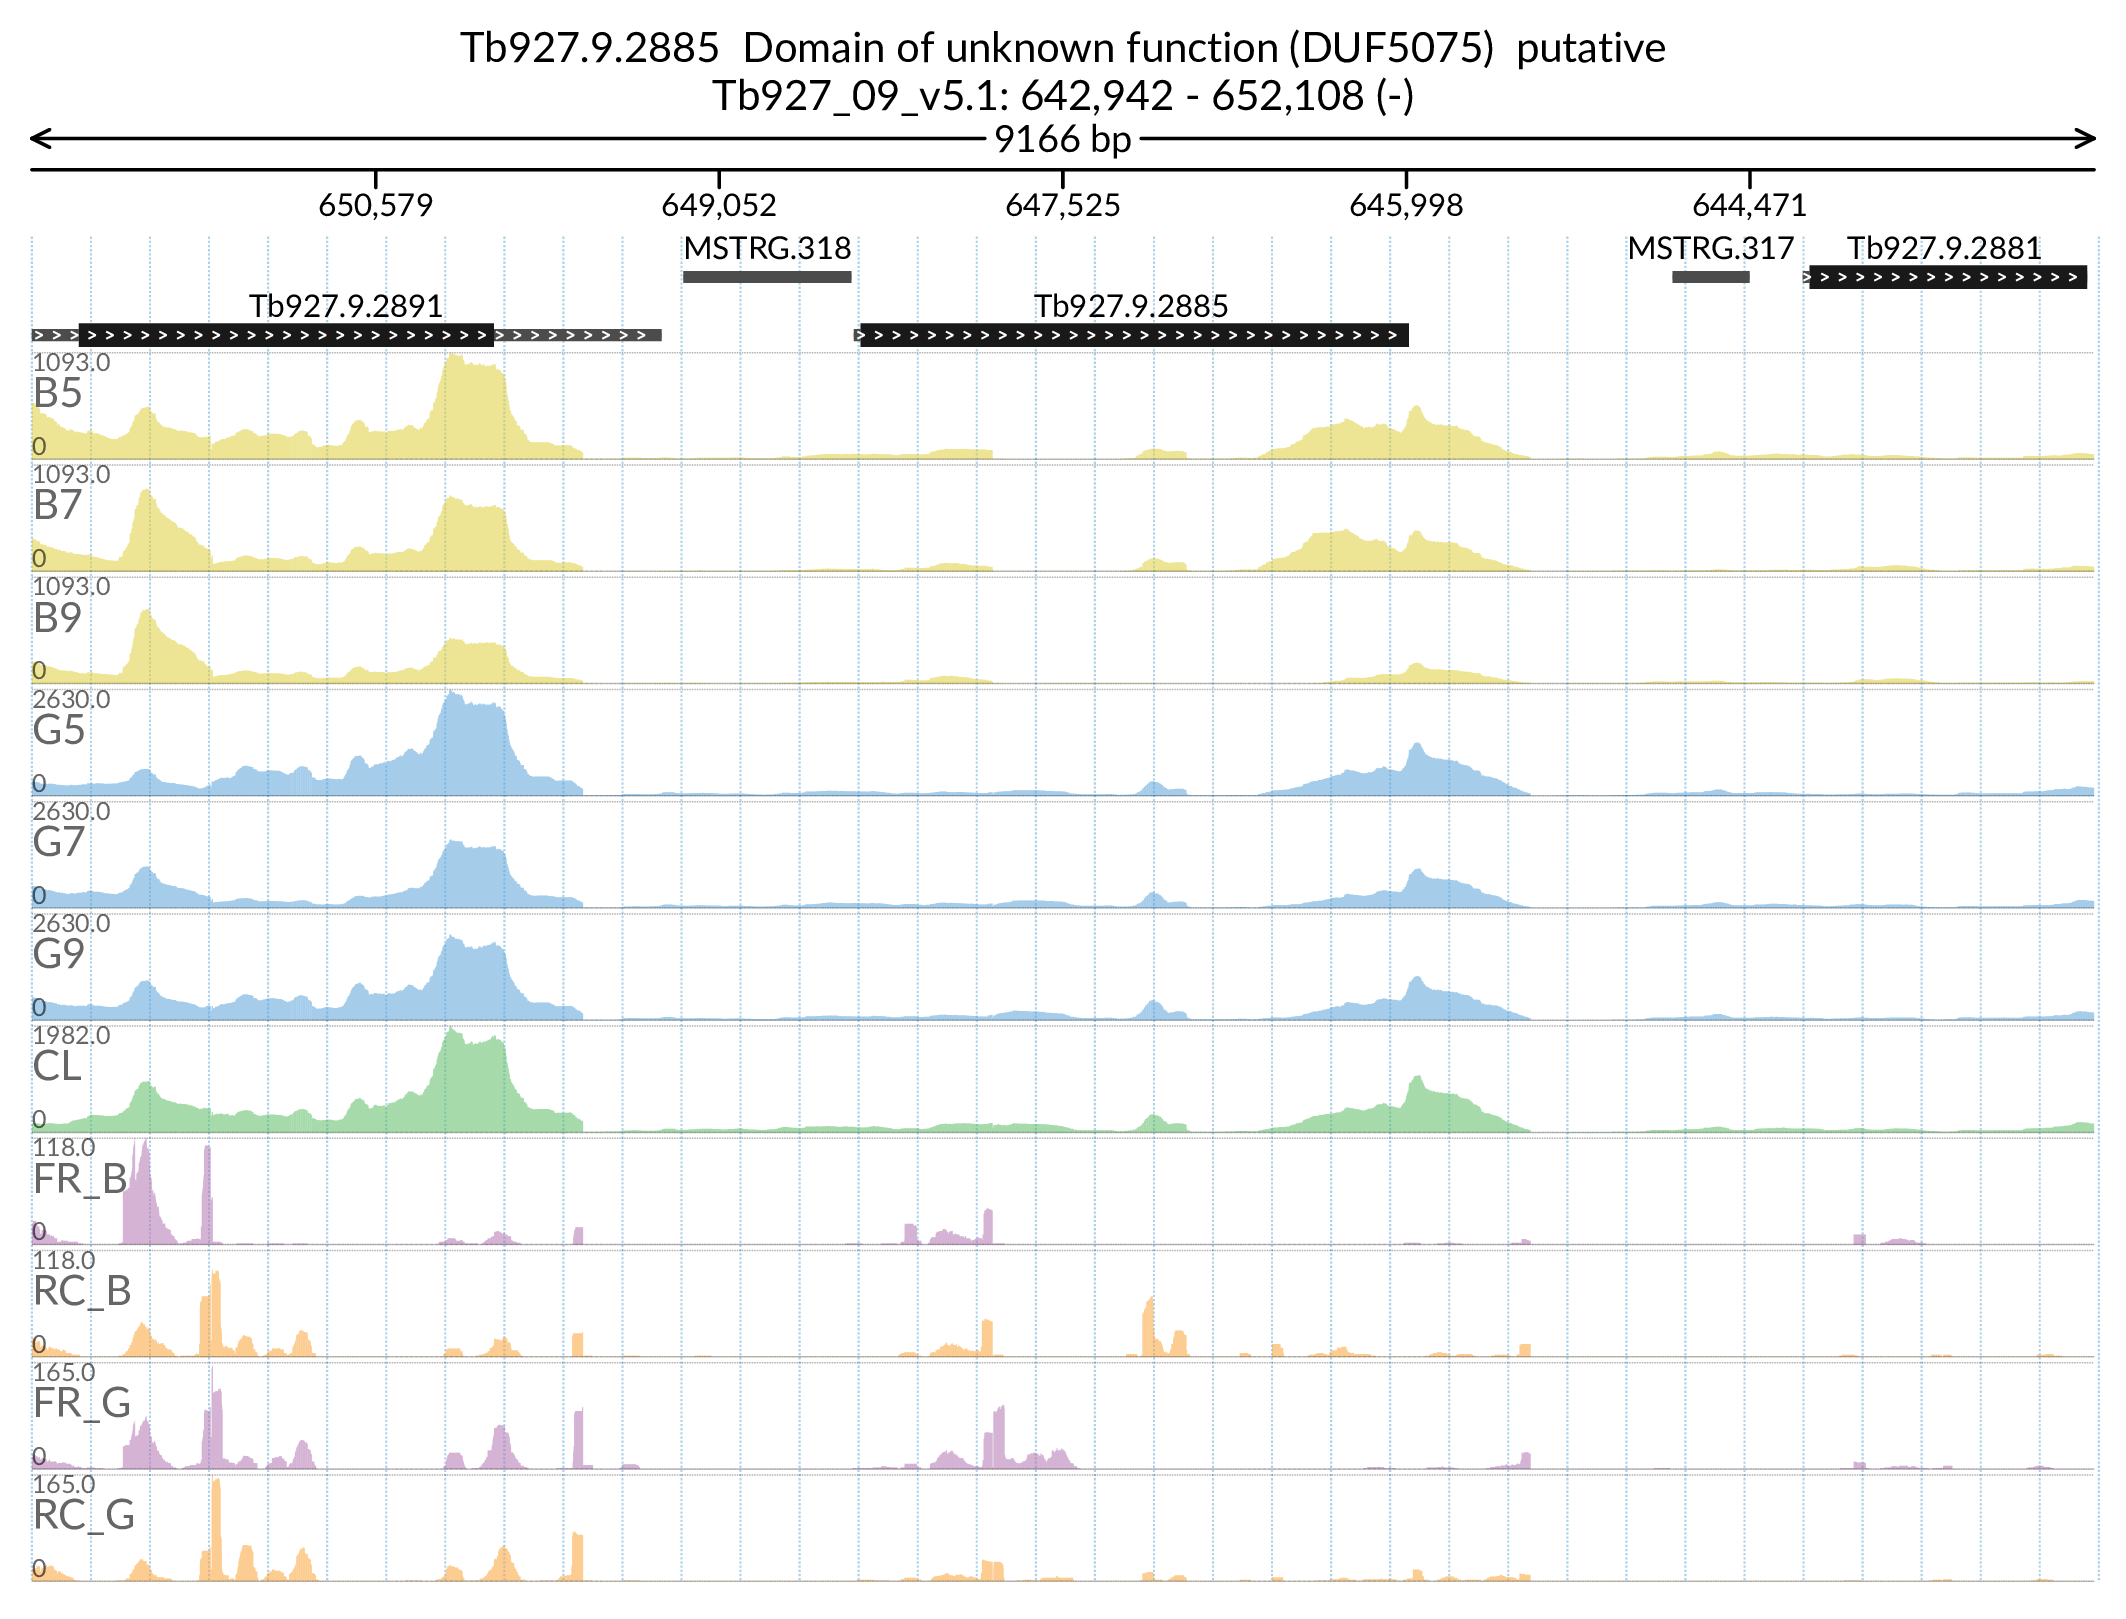 Tb927.9.2885  Domain of unknown function (DUF5075)  putative
Tb927_09_v5.1: 642,942 - 652,108 (-)
9166 bp
650,579 649,052 647,525 645,998 644,471
MSTRG.318 MSTRG.317 Tb927.9.2881
Tb927.9.2891 Tb927.9.2885
1093.0
B5
0
1093.0
B7
0
1093.0
B9
0
2630.0
G5
0
2630.0
G7
0
2630.0
G9
0
1982.0
CL
0
118.0
FR_B
0
118.0
RC_B
0
165.0
FR_G
0
165.0
RC_G
0